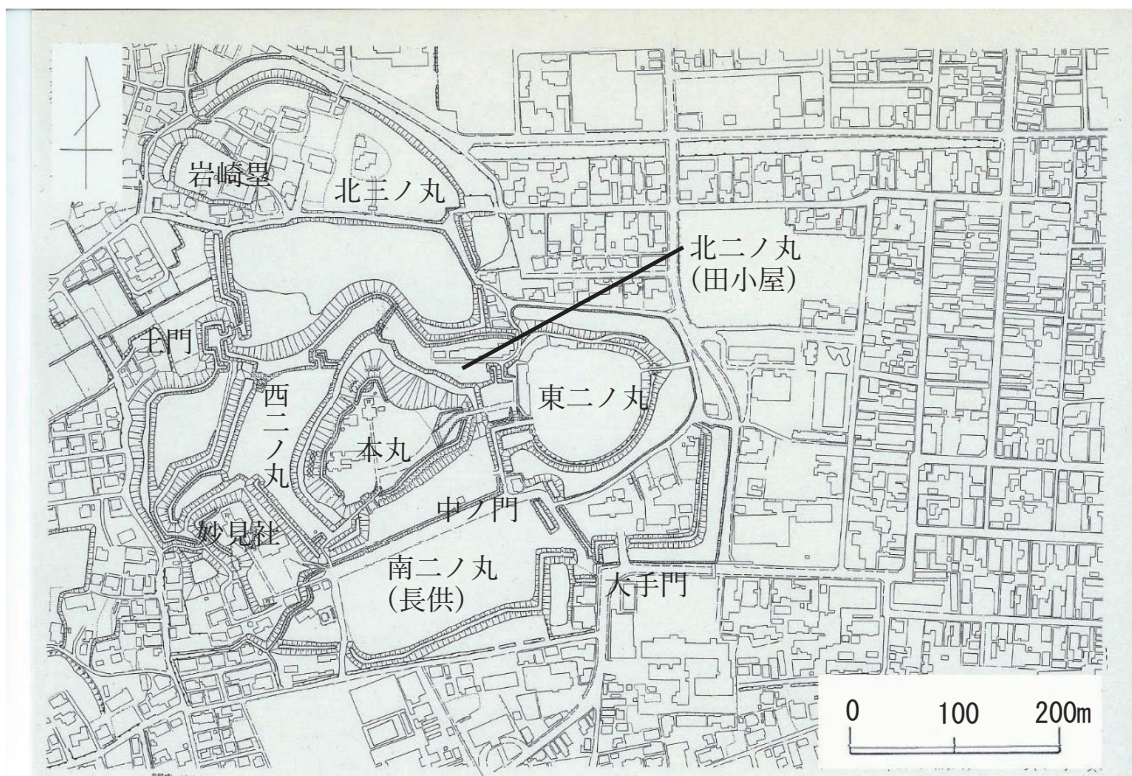 岩崎塁
北三ノ丸
北二ノ丸
(田小屋)
土門
西二ノ丸
東二ノ丸
本丸
妙見社
中ノ門
南二ノ丸
(長供)
大手門
0 100 200m